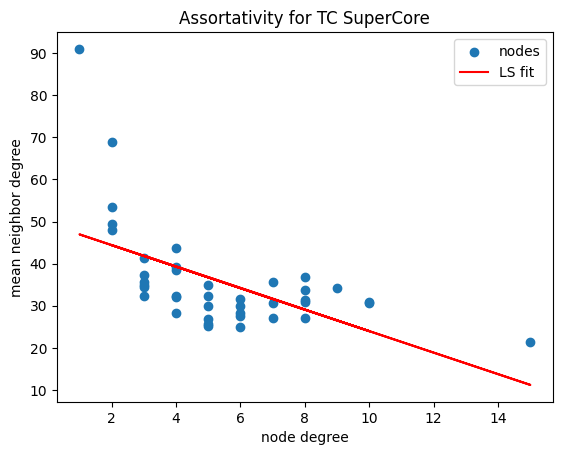 Assortativity for TC SuperCore
nodes
LS fit
mean neighbor degree
90
80
70
60
50
40
30
20
10
2 4 6 8 10 12 14
node degree